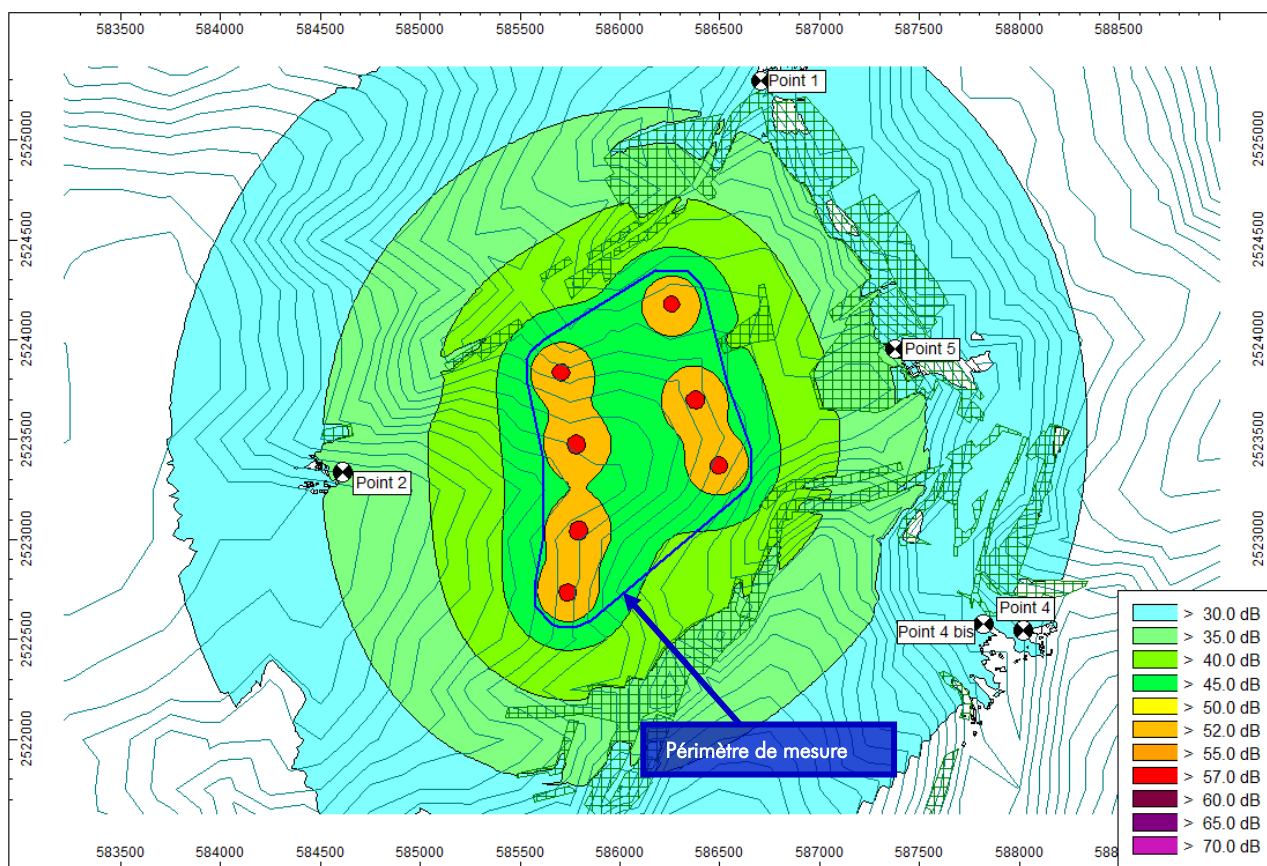 583500 584000 584500 585000 585500 586000 586500 587000 587500 588000 588500
2525000
2524500
2524000
2523500
2523000
2522500
2522000
2525000
2524500
2524000
2523500
2523000
Point 1
Point 5
Point 2
Point 4
Point 4 bis
Périmètre de mesure
> 30.0 dB
> 35.0 dB
> 40.0 dB
> 45.0 dB
> 50.0 dB
> 52.0 dB
> 55.0 dB
> 57.0 dB
> 60.0 dB
> 65.0 dB
> 70.0 dB
583500 584000 584500 585000 585500 586000 586500 587000 587500 588000